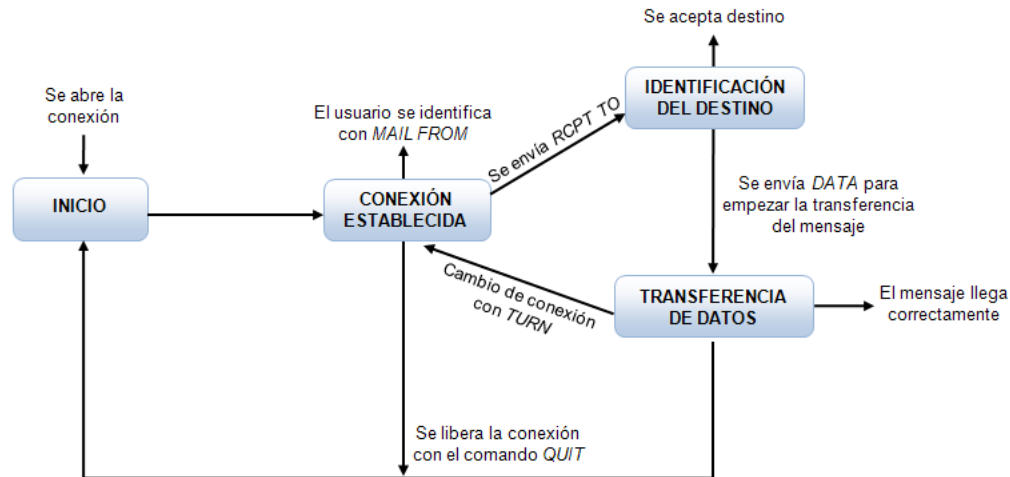 Se acepta destino
IDENTIFICACIÓN
DEL DESTINO
Se abre la
conexión
El usuario se identifica
con MAIL FROM
Se envía RCPT TO
INICIO
CONEXIÓN
ESTABLECIDA
Se envía DATA para
empezar la transferencia
del mensaje
Cambio de conexión
con TURN
TRANSFERENCIA
DE DATOS
El mensaje llega
correctamente
Se libera la conexión
con el comando QUIT